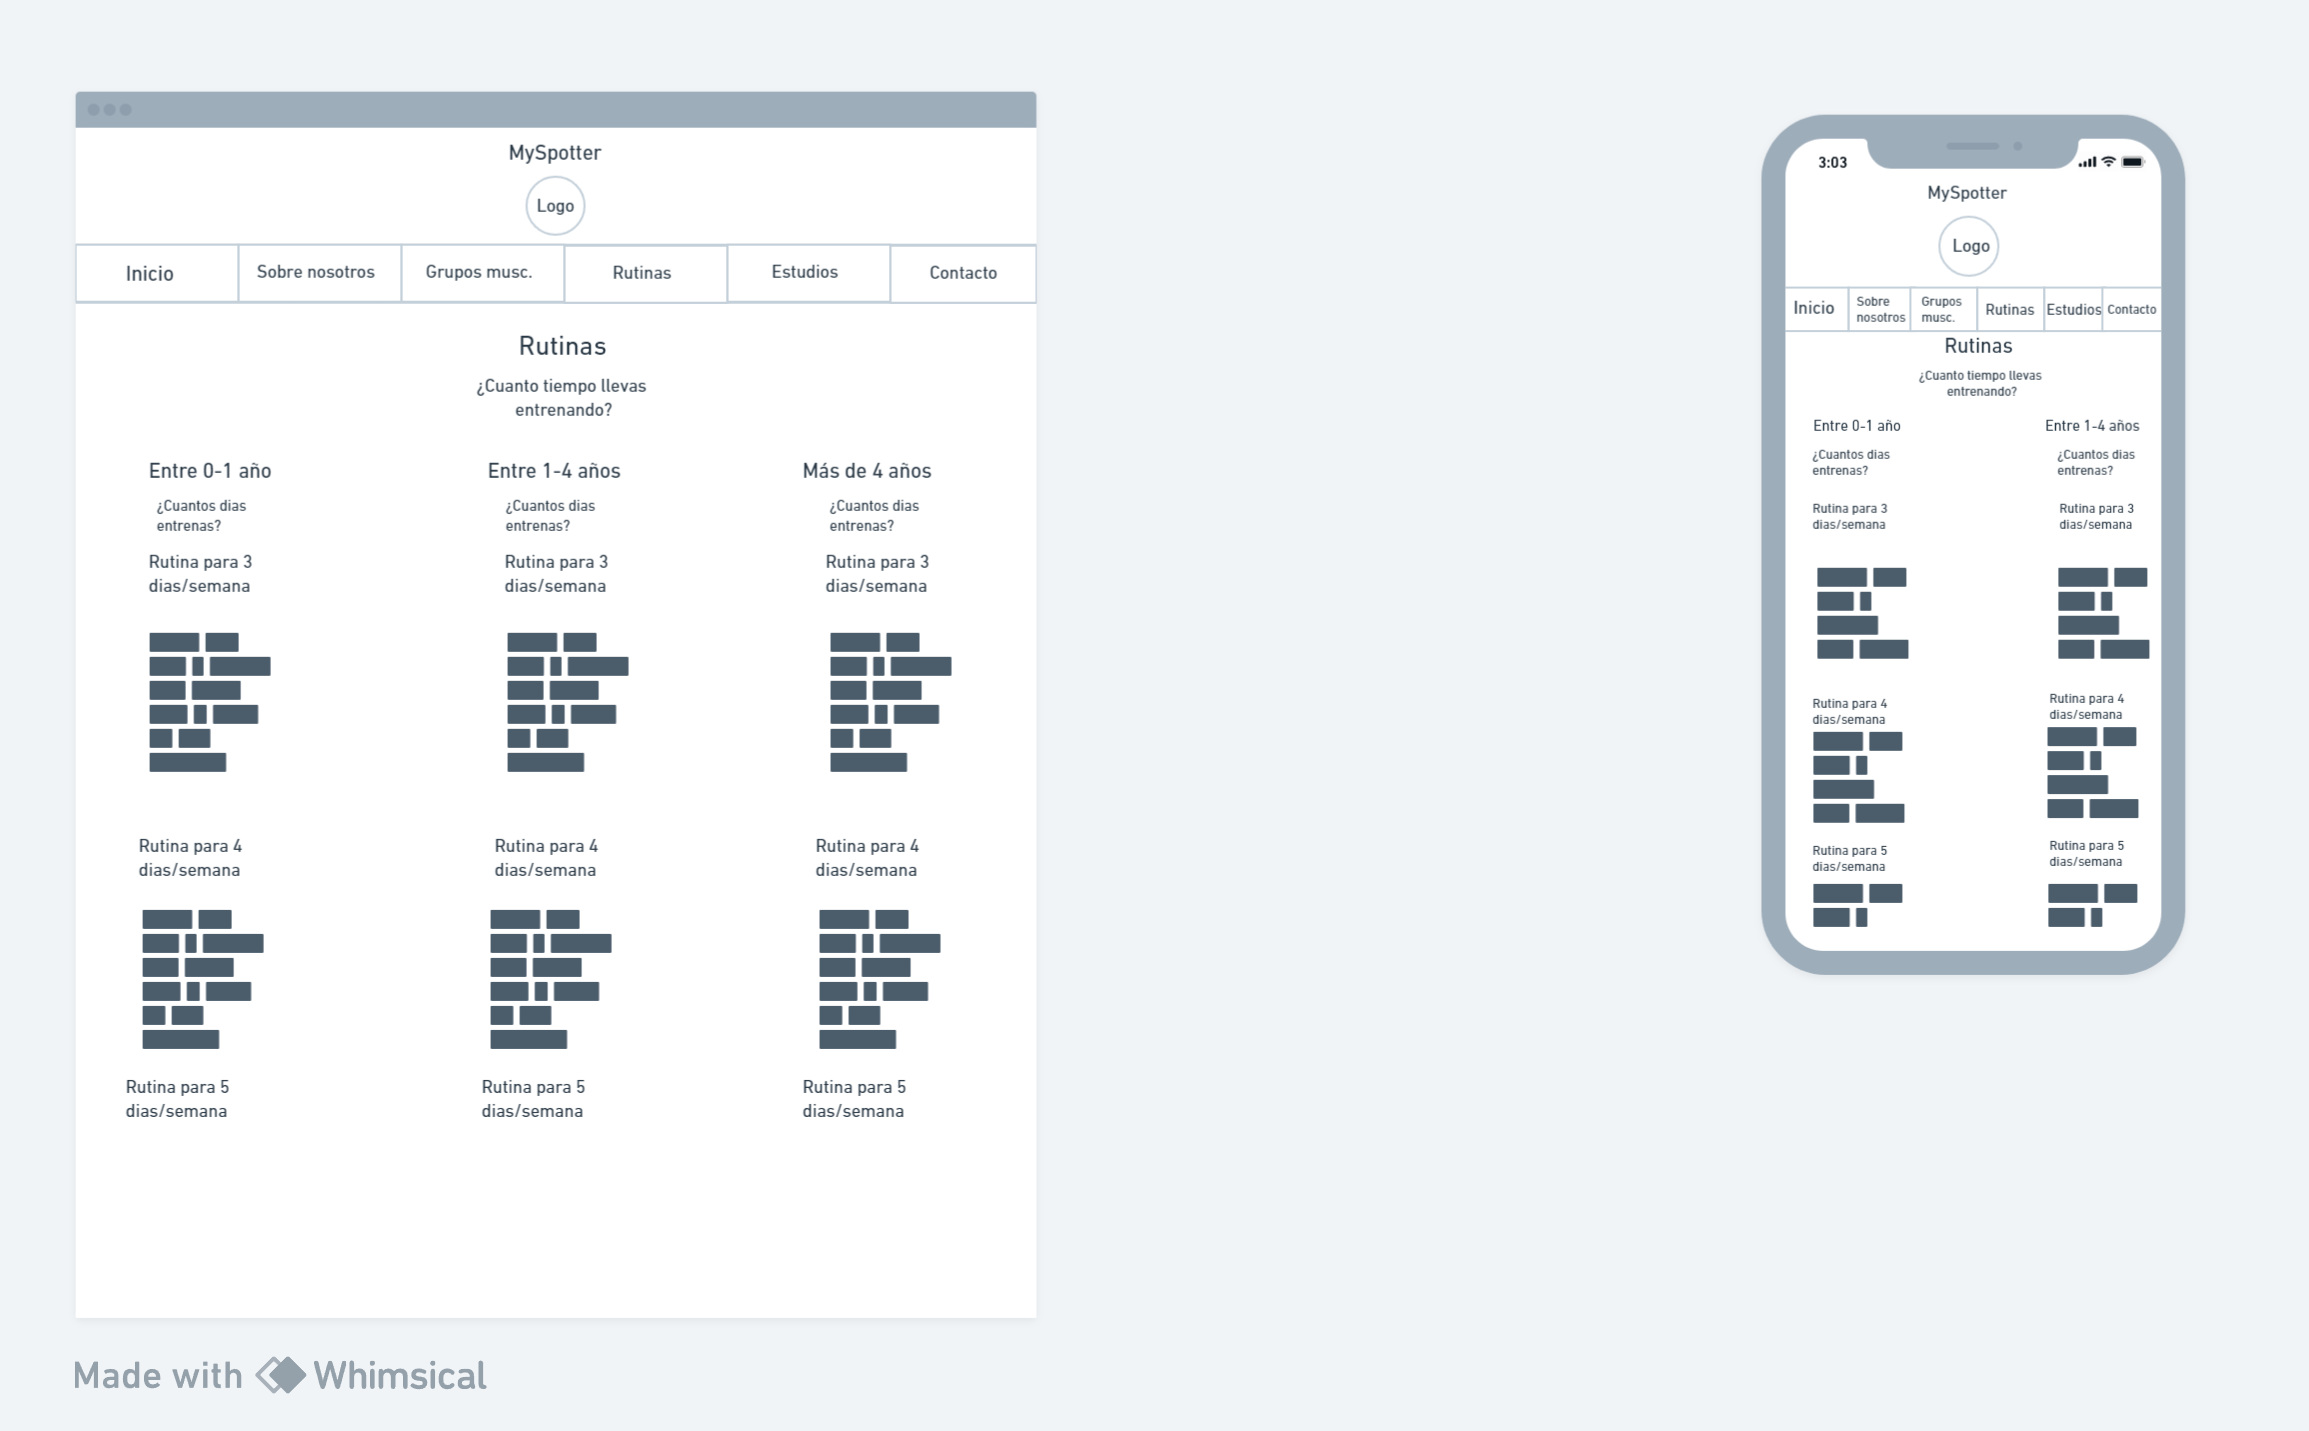 MySpotter
Logo
Inicio
Sobre nosotros
Grupos musc.
Rutinas
Estudios
Contacto
Rutinas
¿Cuanto tiempo llevas
entrenando?
Entre 0-1 año
Entre 1-4 años
Más de 4 años
¿Cuantos dias
entrenas?
¿Cuantos dias
entrenas?
¿Cuantos dias
entrenas?
Rutina para 3
dias/semana
Rutina para 3
dias/semana
Rutina para 3
dias/semana
Rutina para 4
dias/semana
Rutina para 4
dias/semana
Rutina para 4
dias/semana
Rutina para 5
dias/semana
Rutina para 5
dias/semana
Rutina para 5
dias/semana
3:03
MySpotter
Logo
Inicio
Sobre
nosotros
Grupos
musc.
Rutinas
Estudios
Contacto
Rutinas
¿Cuanto tiempo llevas
entrenando?
Entre 0-1 año
Entre 1-4 años
¿Cuantos dias
entrenas?
¿Cuantos dias
entrenas?
Rutina para 3
dias/semana
Rutina para 3
dias/semana
Rutina para 4
dias/semana
Rutina para 4
dias/semana
Rutina para 5
dias/semana
Rutina para 5
dias/semana
Made with Whimsical